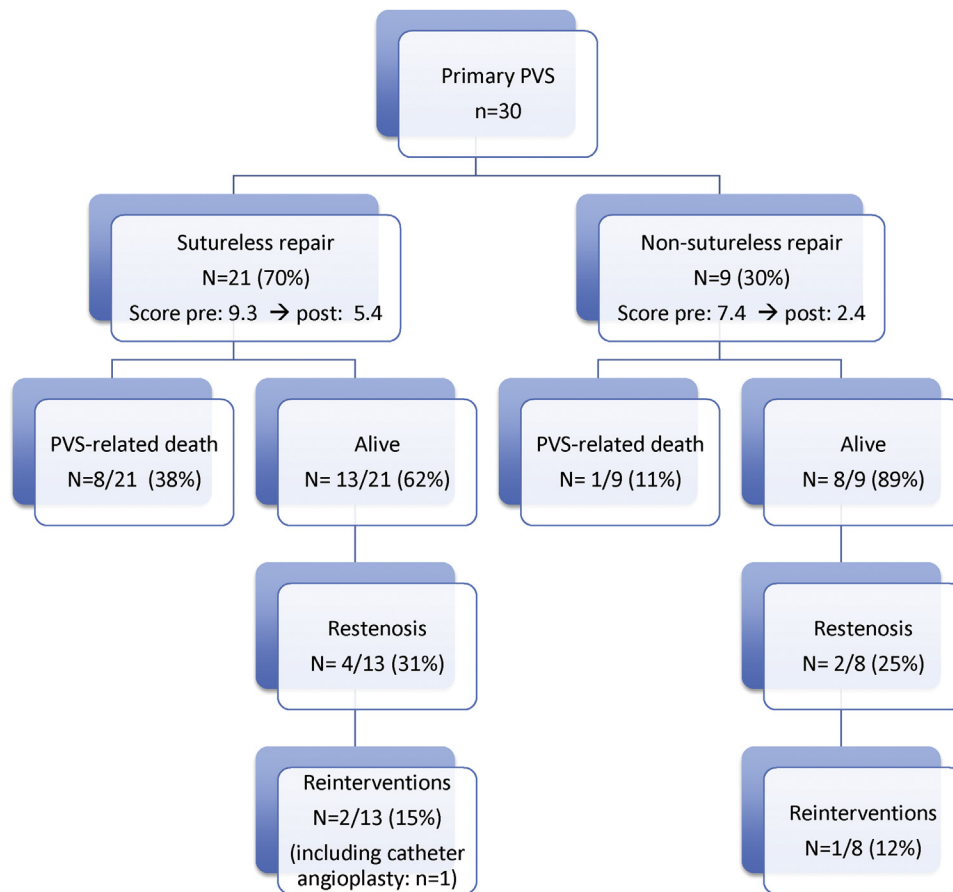 Primary PVS
n=30
Sutureless repair
N=21 (70%)
Score pre: 9.3 → post: 5.4
Non-sutureless repair
N=9 (30%)
Score pre: 7.4 → post: 2.4
PVS-related death
N=8/21 (38%)
Alive
N= 13/21 (62%)
PVS-related death
N= 1/9 (11%)
Alive
N= 8/9 (89%)
Restenosis
N= 4/13 (31%)
Restenosis
N= 2/8 (25%)
Reinterventions
N=2/13 (15%)
(including catheter
angioplasty: n=1)
Reinterventions
N=1/8 (12%)